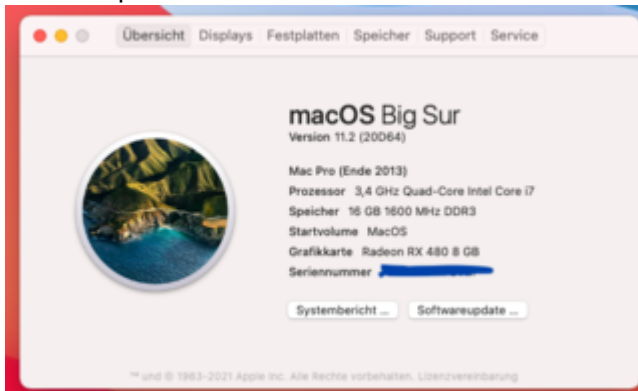 Übersicht Displays Festplatten Speicher Support Service
macOS Big Sur
Version 11.2 (20D64)
Mac Pro (Ende 2013)
Prozessor 3,4 GHz Quad-Core Intel Core i7
Speicher 16 GB 1600 MHz DDR3
Startvolume MacOS
Grafikkarte Radeon RX 480 8 GB
Seriennummer
Systembericht ... Softwareupdate ...
™ und © 1983-2021 Apple Inc. Alle Rechte vorbehalten. Lizenzvereinbarung